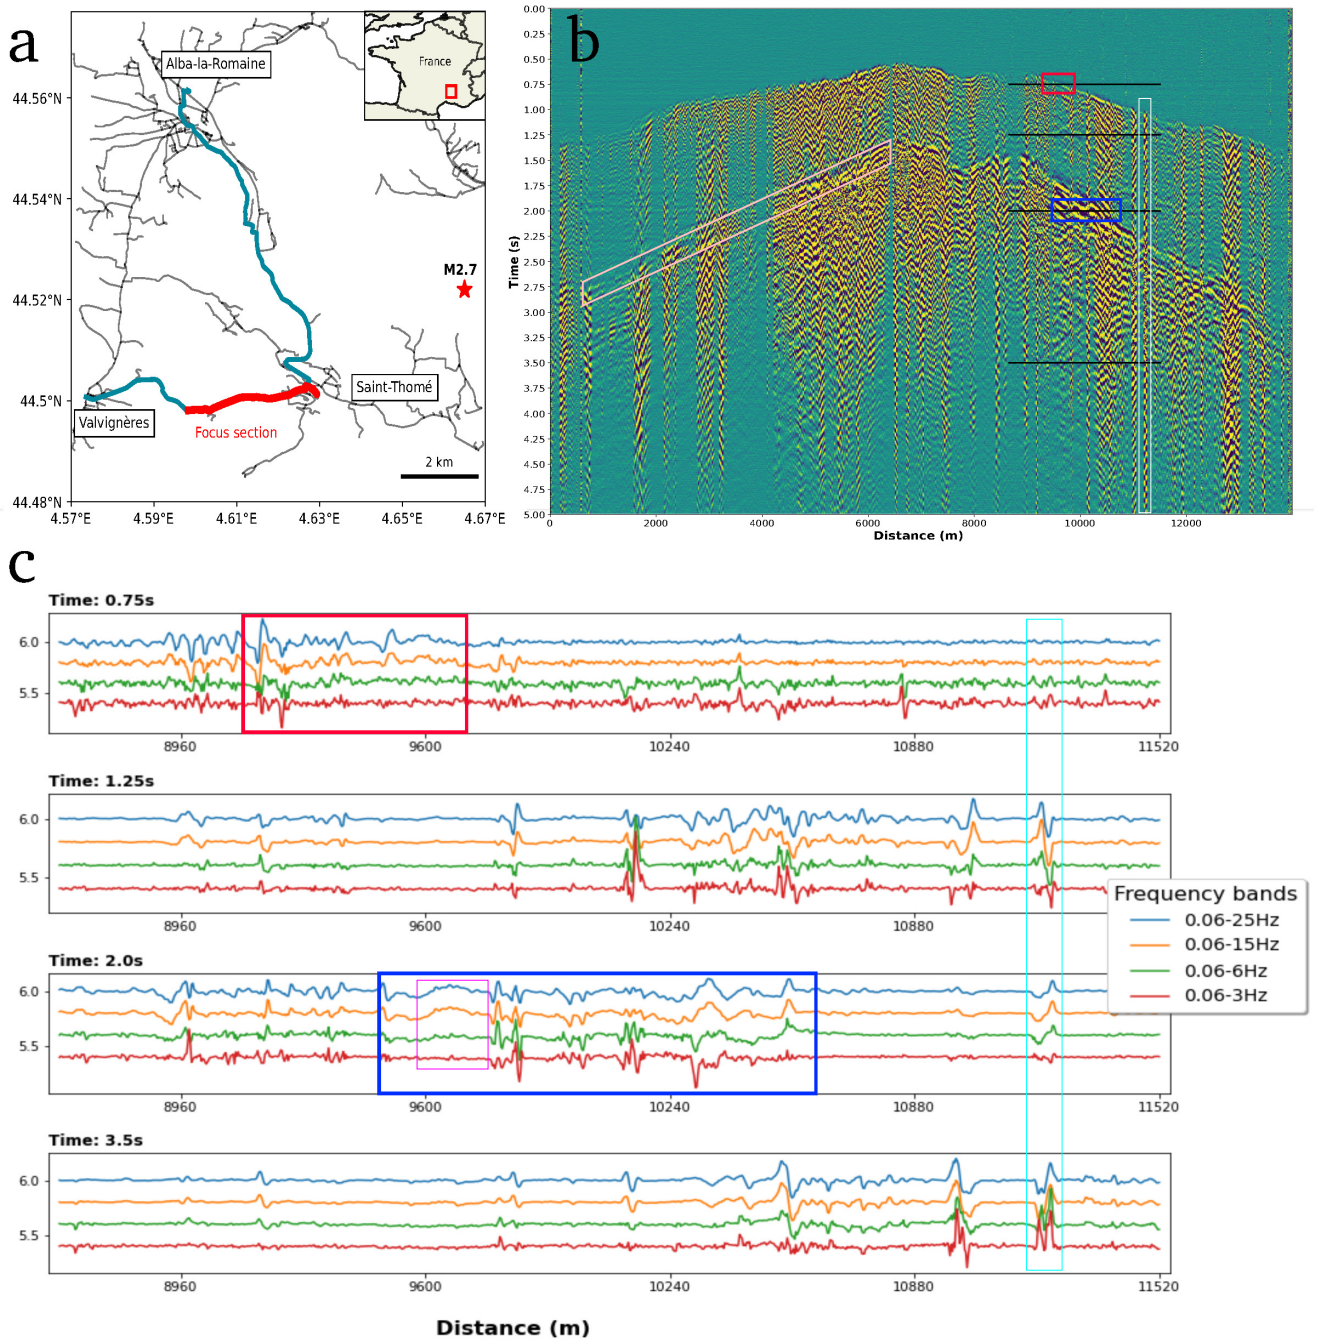 a
Alba-la-Romaine
France
M2.7
Saint-Thomé
Valvignères
Focus section
2 km
44.56°N
44.54°N
44.52°N
44.5°N
44.48°N
4.57°E
4.59°E
4.61°E
4.63°E
4.65°E
4.67°E
b
0.00
0.25
0.50
0.75
1.00
1.25
1.50
1.75
2.00
2.25
2.50
2.75
3.00
3.25
3.50
3.75
4.00
4.25
4.50
4.75
5.00
Time (s)
0
2000
4000
6000
8000
10000
12000
Distance (m)
c
Time: 0.75s
6.0
5.5
8960
9600
10240
10880
11520
Time: 1.25s
6.0
5.5
8960
9600
10240
10880
Frequency bands
0.06-25Hz
0.06-15Hz
0.06-6Hz
0.06-3Hz
Time: 2.0s
6.0
5.5
8960
9600
10240
10880
11520
Time: 3.5s
6.0
5.5
8960
9600
10240
10880
11520
Distance (m)